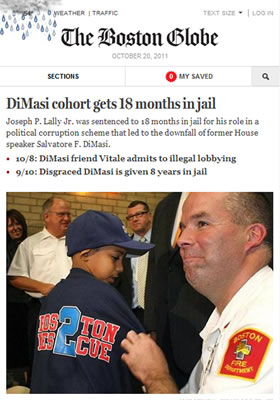 WEATHER | TRAFFIC
TEXT SIZE | LOG IN
The Boston Globe
OCTOBER 20, 2011
SECTIONS
0 MY SAVED
DiMasi cohort gets 18 months in jail
Joseph P. Lally Jr. was sentenced to 18 months in jail for his role in a
political corruption scheme that led to the downfall of former House
speaker Salvatore F. DiMasi.
• 10/8: DiMasi friend Vitale admits to illegal lobbying
• 9/10: Disgraced DiMasi is given 8 years in jail
2
TON
CUE
BOSTON
FIRE
DEPARTMENT